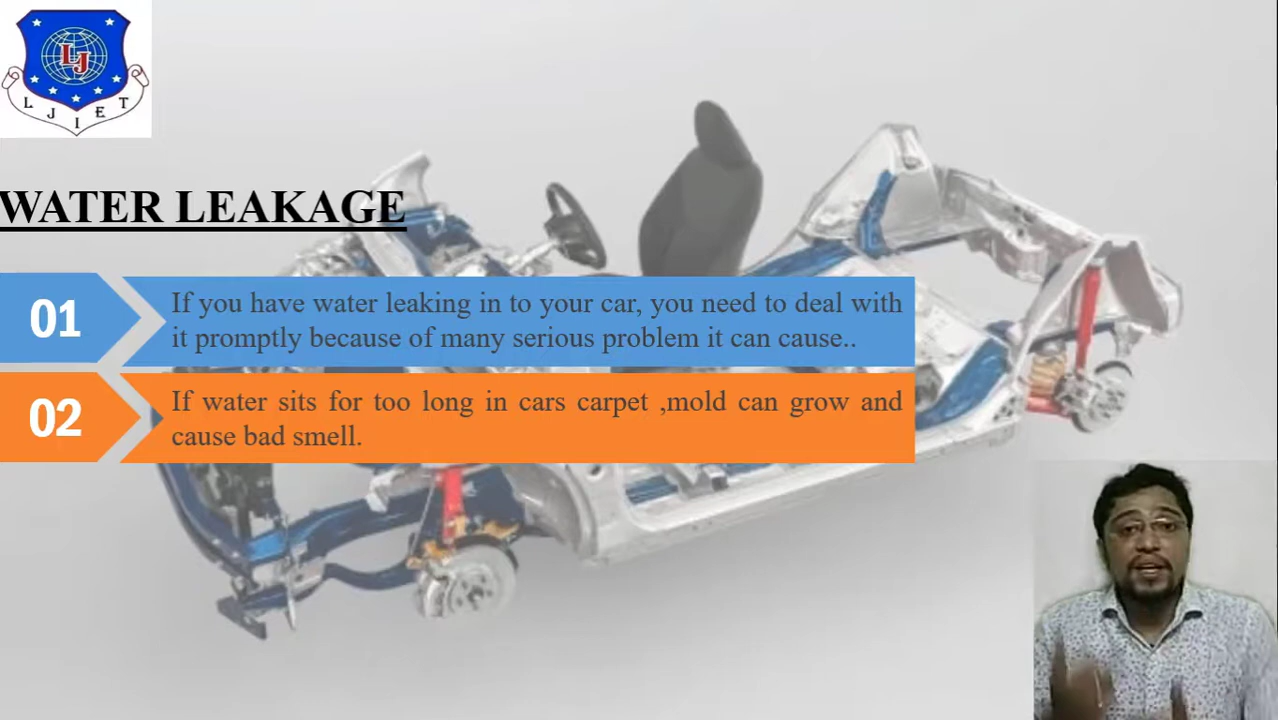 LJ
L J I E T
WATER LEAKAGE
01
If you have water leaking in to your car, you need to deal with
it promptly because of many serious problem it can cause..
02
If water sits for too long in cars carpet ,mold can grow and
cause bad smell.